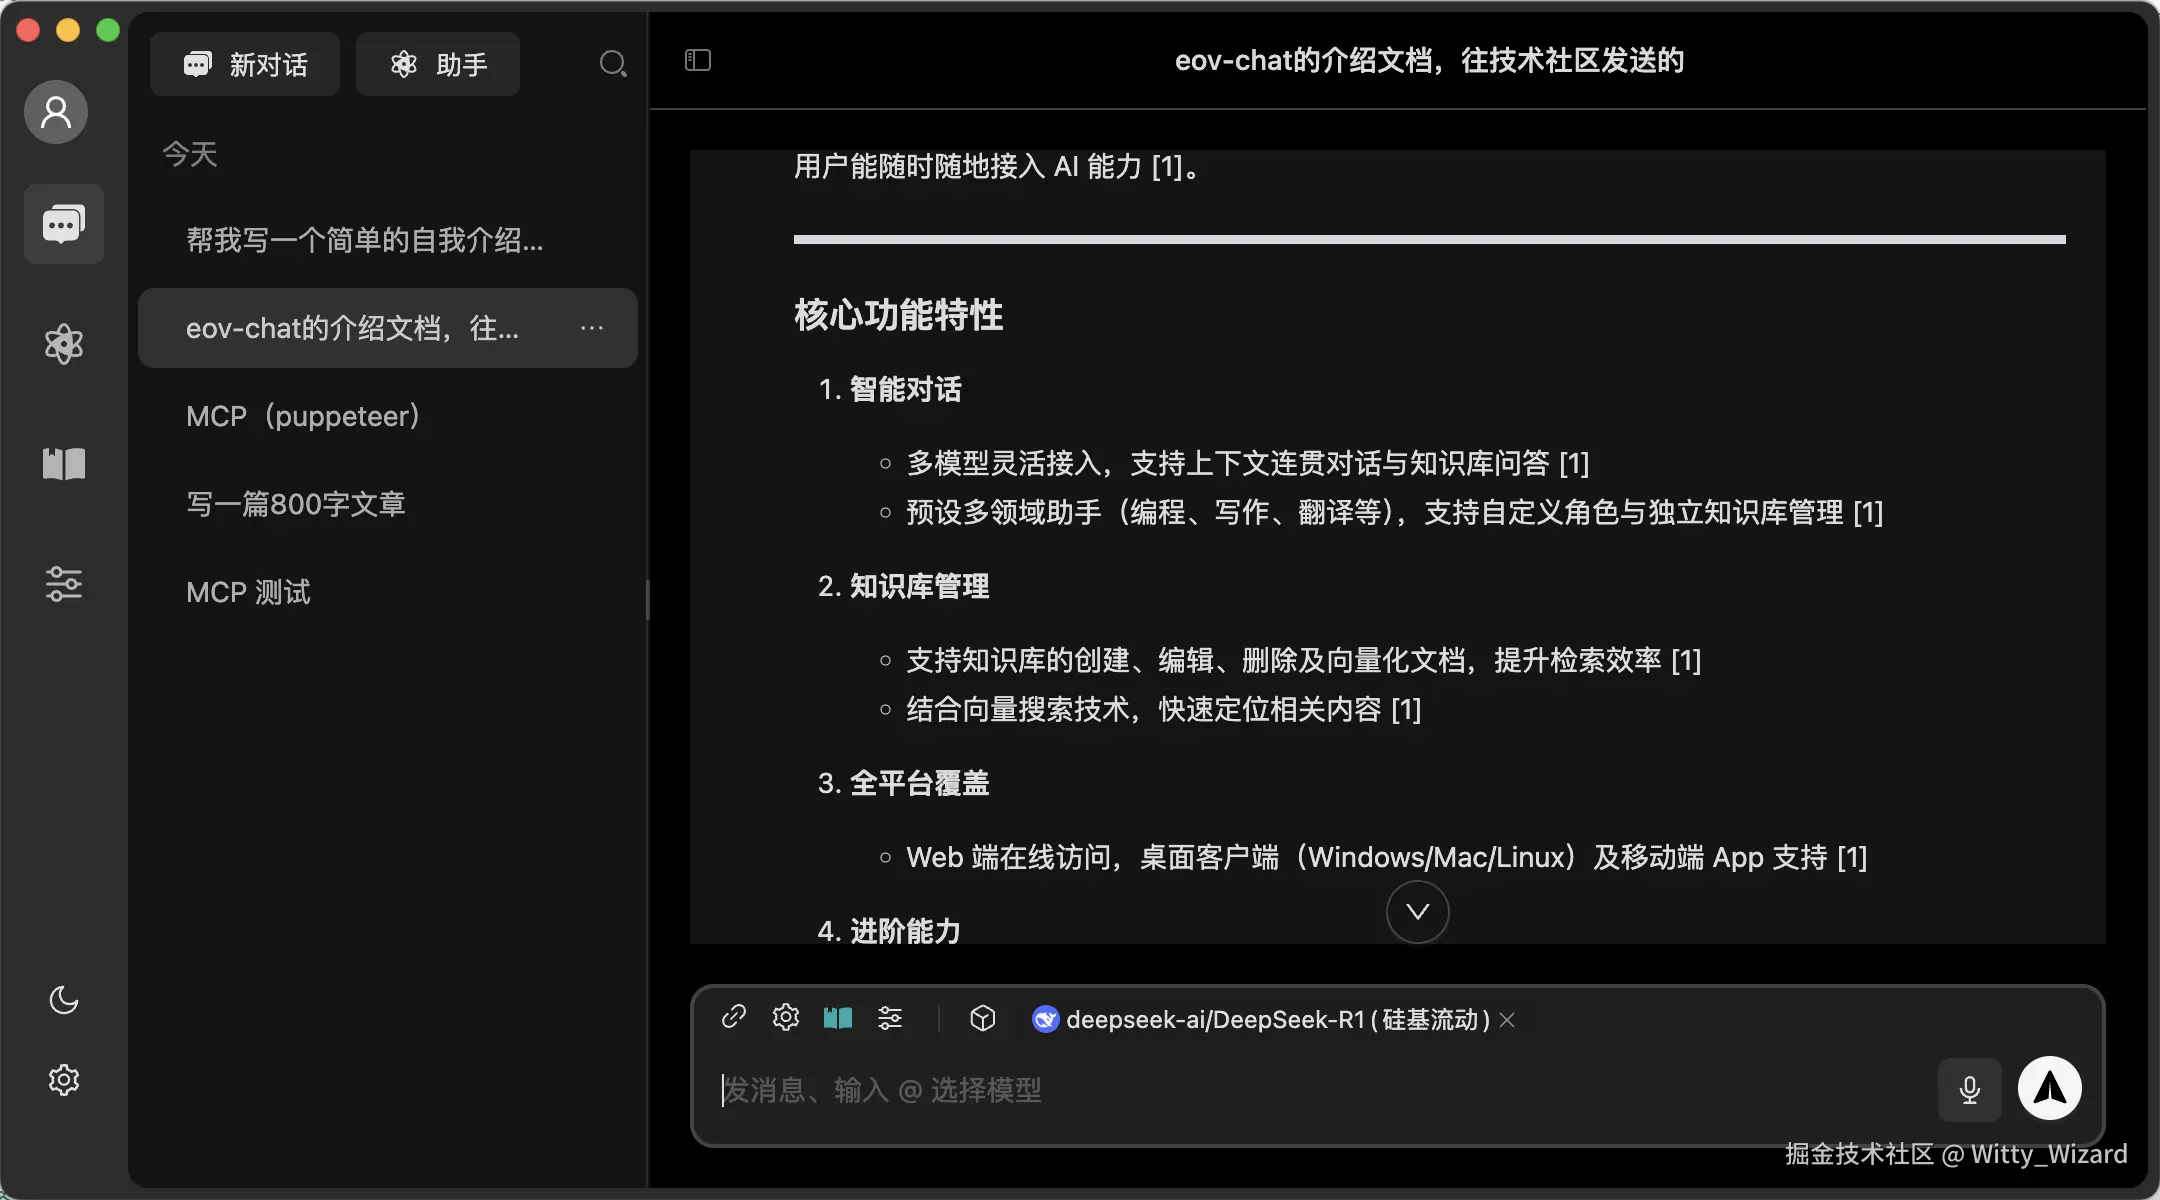 新对话
助手
今天
帮我写一个简单的自我介绍...
eov-chat的介绍文档，往...
MCP（puppeteer）
写一篇800字文章
MCP 测试
eov-chat的介绍文档，往技术社区发送的
用户能随时随地接入 AI 能力 [1]。
核心功能特性
1. 智能对话
多模型灵活接入，支持上下文连贯对话与知识库问答 [1]
预设多领域助手（编程、写作、翻译等），支持自定义角色与独立知识库管理 [1]
2. 知识库管理
支持知识库的创建、编辑、删除及向量化文档，提升检索效率 [1]
结合向量搜索技术，快速定位相关内容 [1]
3. 全平台覆盖
Web 端在线访问，桌面客户端（Windows/Mac/Linux）及移动端 App 支持 [1]
4. 进阶能力
deepseek-ai/DeepSeek-R1 (硅基流动)
发消息、输入 @ 选择模型
掘金技术社区 @ Witty_Wizard